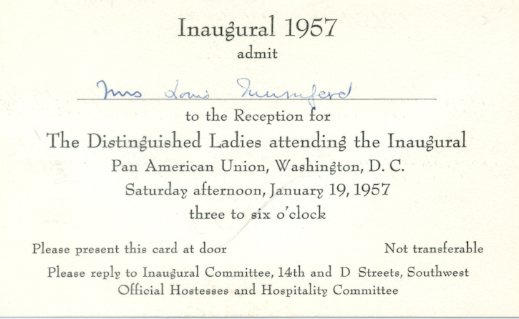 Inaugural 1957
admit
Mrs Louis Mumford
to the Reception for
The Distinguished Ladies attending the Inaugural
Pan American Union, Washington, D. C.
Saturday afternoon, January 19, 1957
three to six o'clock
Please present this card at door Not transferable
Please reply to Inaugural Committee, 14th and D Streets, Southwest
Official Hostesses and Hospitality Committee